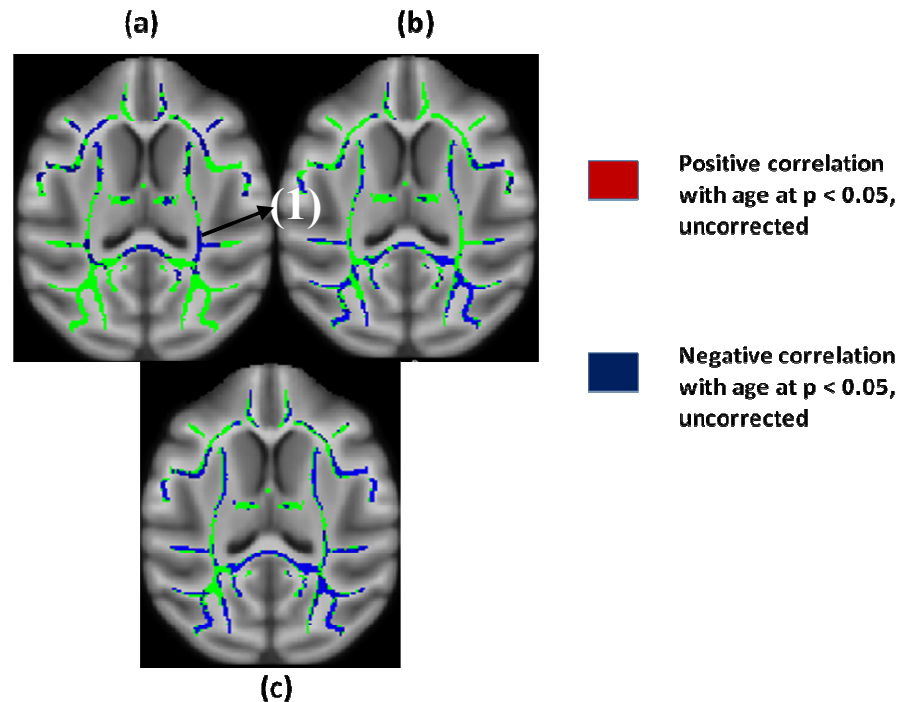 (a)
(b)
(1)
Positive correlation
with age at p < 0.05,
uncorrected
Negative correlation
with age at p < 0.05,
uncorrected
(c)